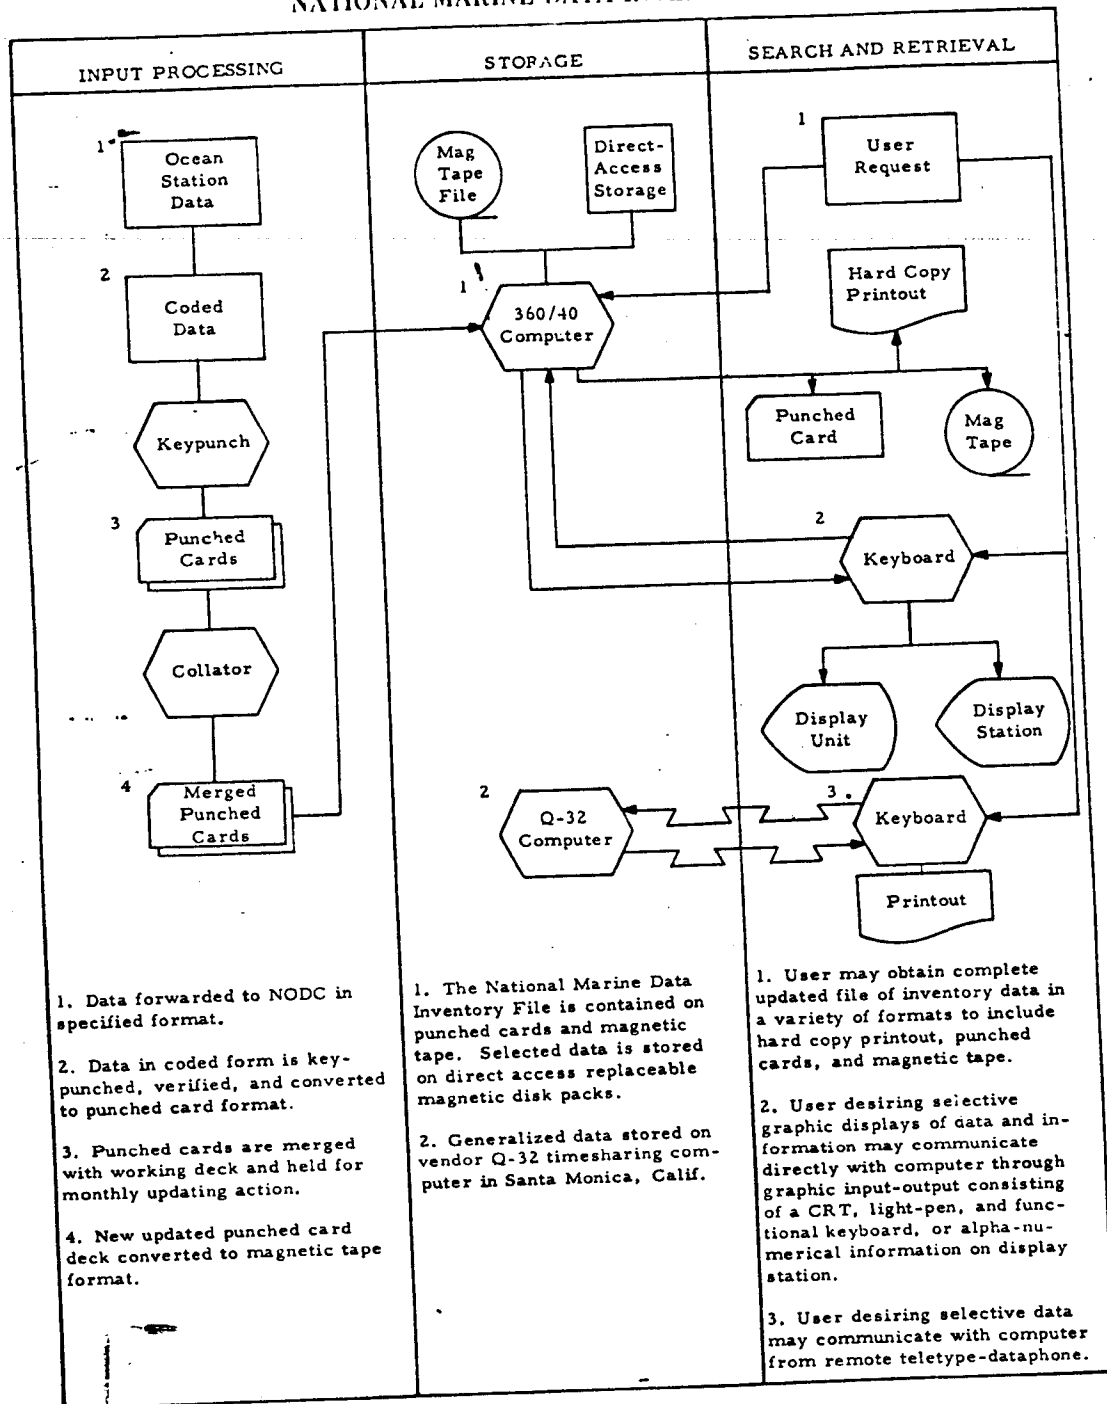 NATIONAL MARINE DATA
INPUT PROCESSING
STORAGE
SEARCH AND RETRIEVAL
1
Ocean
Station
Data
2
Coded
Data
Keypunch
3
Punched
Cards
Collator
4
Merged
Punched
Cards
Mag
Tape
File
Direct-
Access
Storage
1
360/40
Computer
2
Q-32
Computer
1
User
Request
Hard Copy
Printout
Punched
Card
Mag
Tape
2
Keyboard
Display
Unit
Display
Station
3.
Keyboard
Printout
1. Data forwarded to NODC in
specified format.
2. Data in coded form is key-
punched, verified, and converted
to punched card format.
3. Punched cards are merged
with working deck and held for
monthly updating action.
4. New updated punched card
deck converted to magnetic tape
format.
1. The National Marine Data
Inventory File is contained on
punched cards and magnetic
tape. Selected data is stored
on direct access replaceable
magnetic disk packs.
2. Generalized data stored on
vendor Q-32 timesharing com-
puter in Santa Monica, Calif.
1. User may obtain complete
updated file of inventory data in
a variety of formats to include
hard copy printout, punched
cards, and magnetic tape.
2. User desiring selective
graphic displays of data and in-
formation may communicate
directly with computer through
graphic input-output consisting
of a CRT, light-pen, and func-
tional keyboard, or alpha-nu-
merical information on display
station.
3. User desiring selective data
may communicate with computer
from remote teletype-dataphone.